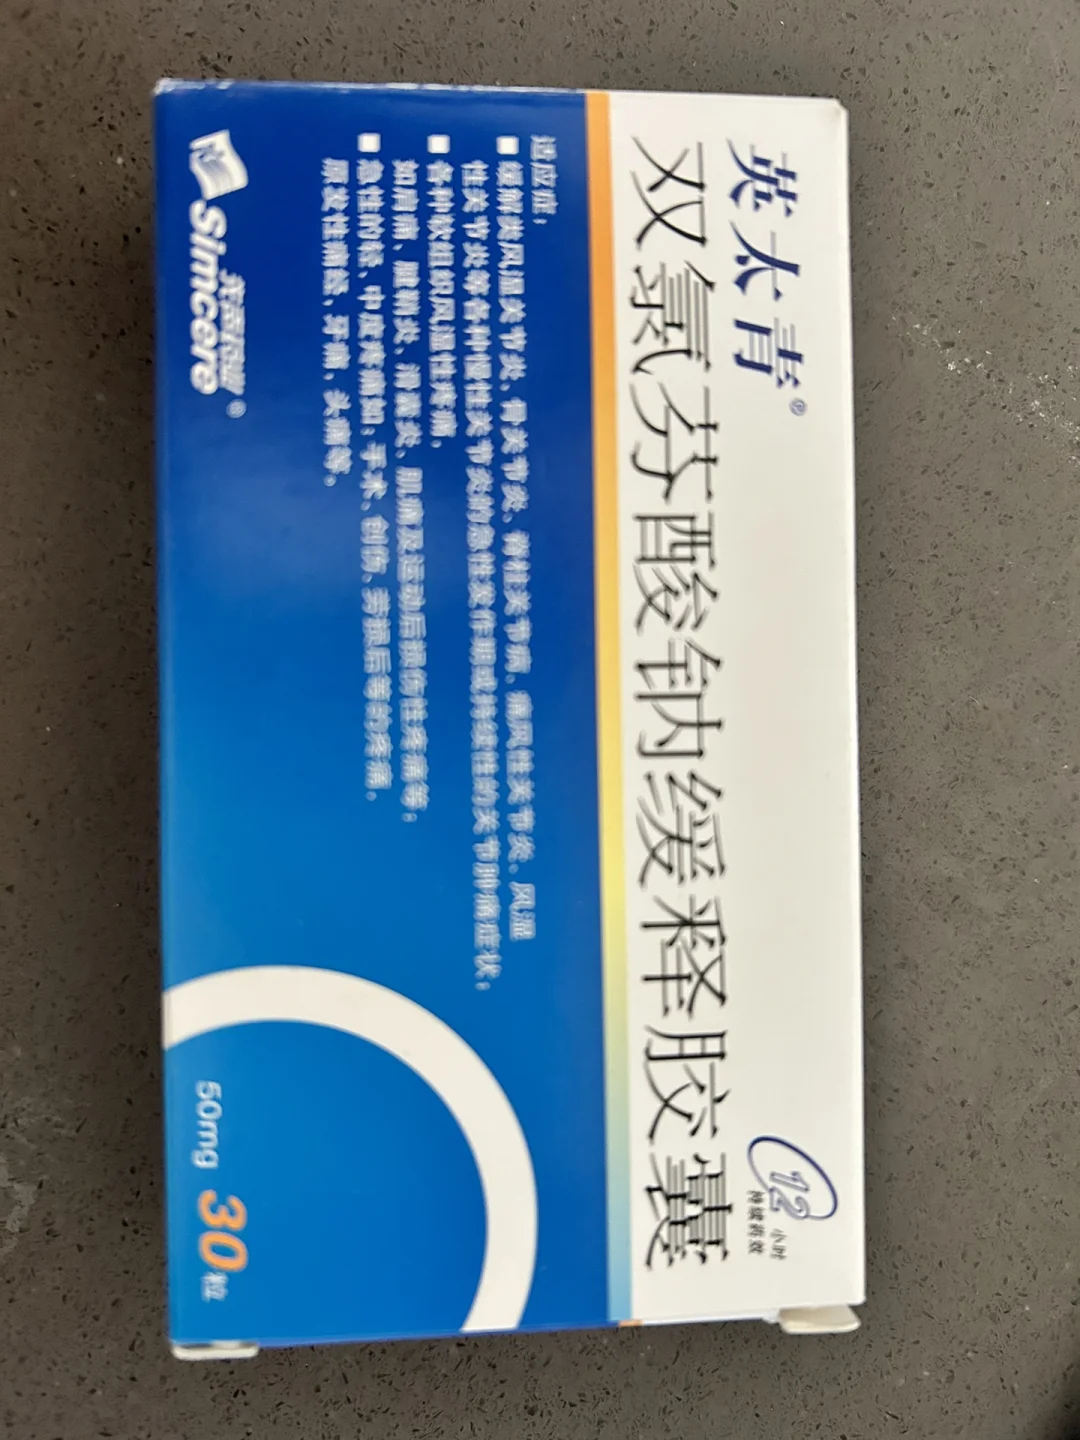 英太青®
双氯芬酸钠缓释胶囊
12小时
持续药效
适应症：
■缓解类风湿关节炎、骨关节炎、脊柱关节病、痛风性关节炎、风湿
性关节炎等各种慢性关节炎的急性发作期或持续性的关节肿痛症状；
■各种软组织风湿性疼痛，
如肩痛、腱鞘炎、滑囊炎、肌痛及运动后损伤性疼痛等；
■急性的轻、中度疼痛如：手术、创伤、劳损后等的疼痛，
原发性痛经，牙痛，头痛等。
先声药业®
Simcere
50mg 30粒